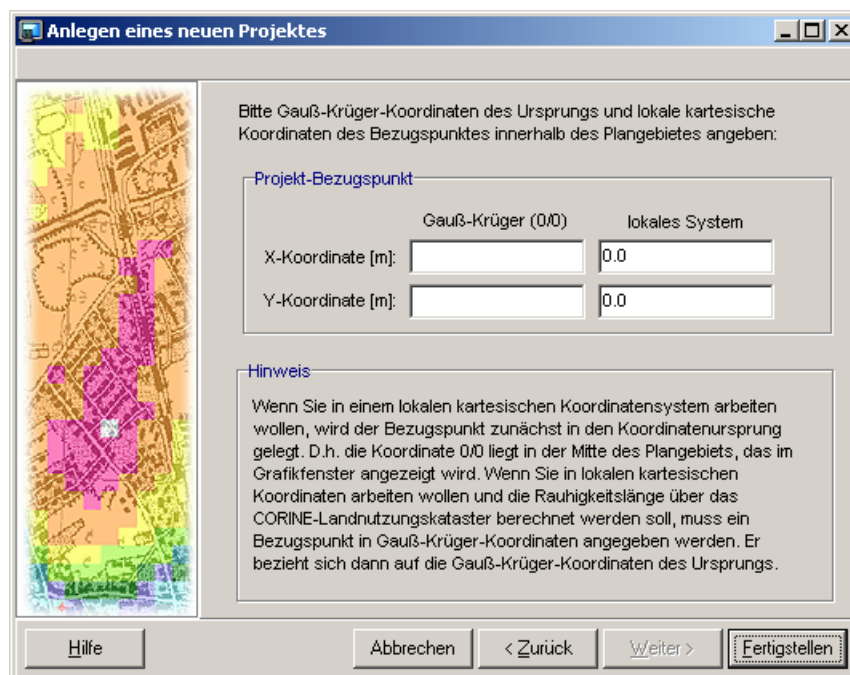 Anlegen eines neuen Projektes
Bitte Gauß-Krüger-Koordinaten des Ursprungs und lokale kartesische
Koordinaten des Bezugspunktes innerhalb des Plangebietes angeben:
Projekt-Bezugspunkt
Gauß-Krüger (0/0) lokales System
X-Koordinate [m]: 0.0
Y-Koordinate [m]: 0.0
Hinweis
Wenn Sie in einem lokalen kartesischen Koordinatensystem arbeiten
wollen, wird der Bezugspunkt zunächst in den Koordinatenursprung
gelegt. D.h. die Koordinate 0/0 liegt in der Mitte des Plangebiets, das im
Grafikfenster angezeigt wird. Wenn Sie in lokalen kartesischen
Koordinaten arbeiten wollen und die Rauhigkeitslänge über das
CORINE-Landnutzungskataster berechnet werden soll, muss ein
Bezugspunkt in Gauß-Krüger-Koordinaten angegeben werden. Er
bezieht sich dann auf die Gauß-Krüger-Koordinaten des Ursprungs.
Hilfe Abbrechen < Zurück Weiter > Fertigstellen